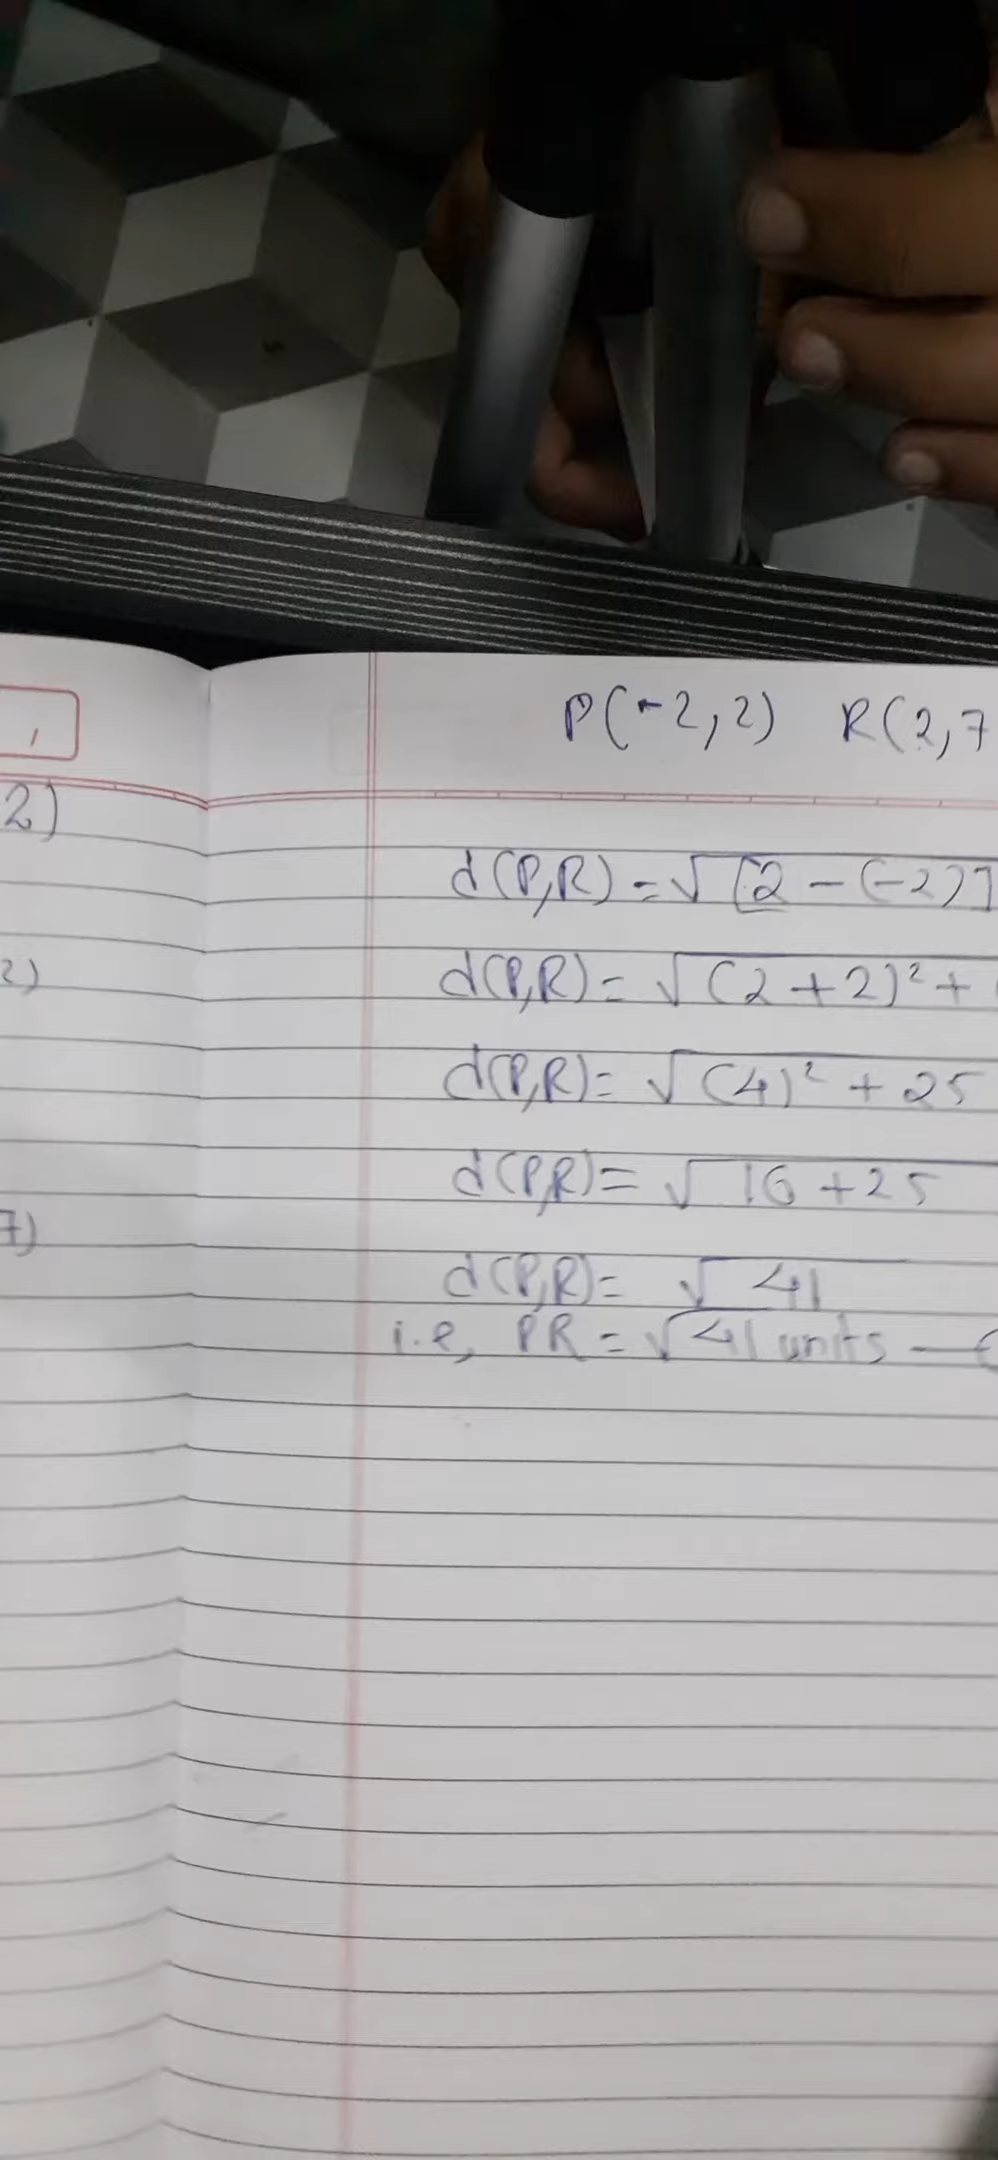 P(-2,2) R(2,7
2)
d(P,R) = √[2-(-2)]
2)
d(P,R) = √(2+2)² +
d(P,R) = √(4)² + 25
d(P,R) = √16+25
7)
d(P,R) = √41
i.e, PR = √41 units —